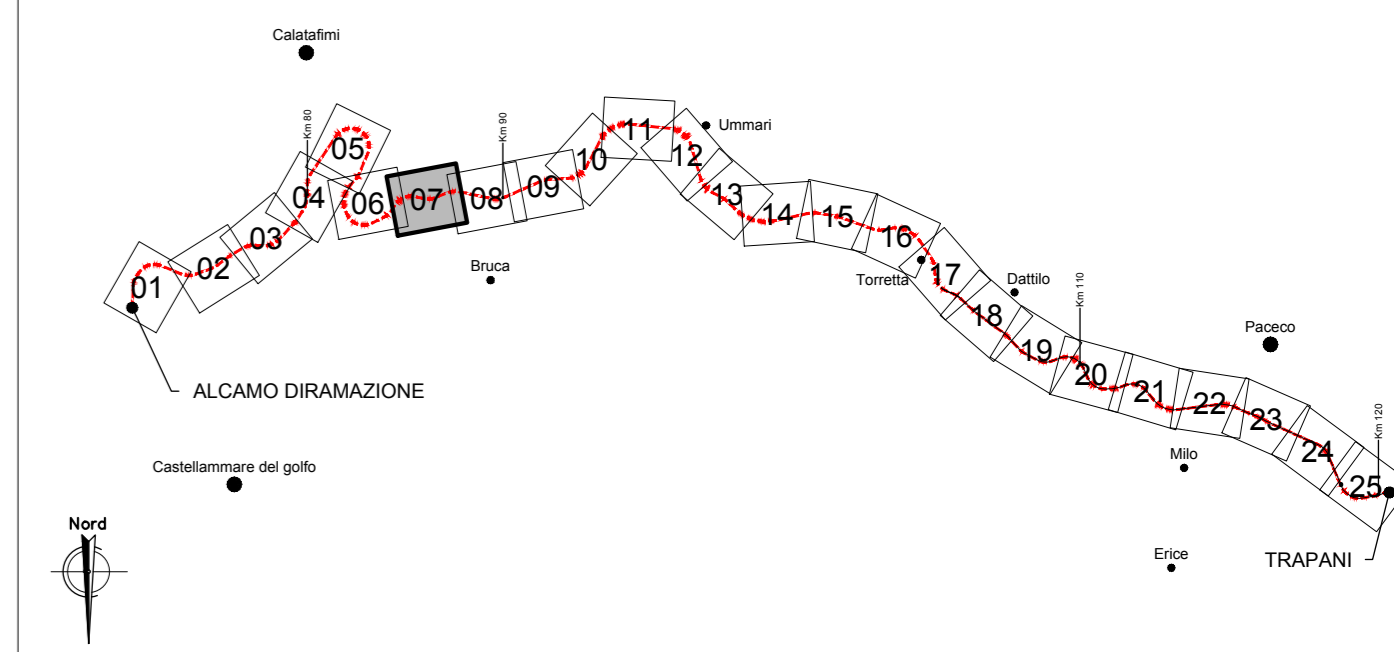 Calatafimi
Km 80
Km 90
Ummari
01
02
03
04
05
06
07
08
09
10
11
12
13
14
15
16
17
18
19
20
21
22
23
24
25
Bruca
Torretta
Dattilo
Km 110
Paceco
Km 120
ALCAMO DIRAMAZIONE
Castellammare del golfo
Milo
Nord
Erice
TRAPANI